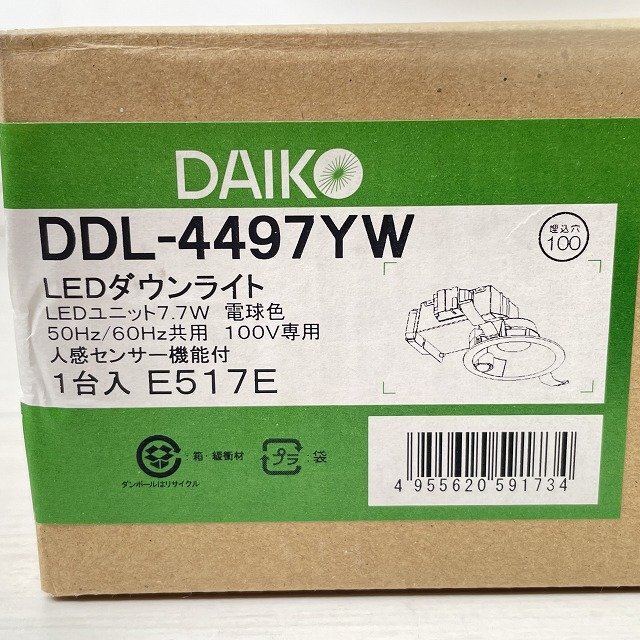 DAIKO
DDL-4497YW
埋込穴
100
LEDダウンライト
LEDユニット7.7W 電球色
50Hz/60Hz共用 100V専用
人感センサー機能付
1台入 E517E
:箱・緩衝材
ダンボールはリサイクル
プラ :袋
4 955620 591734